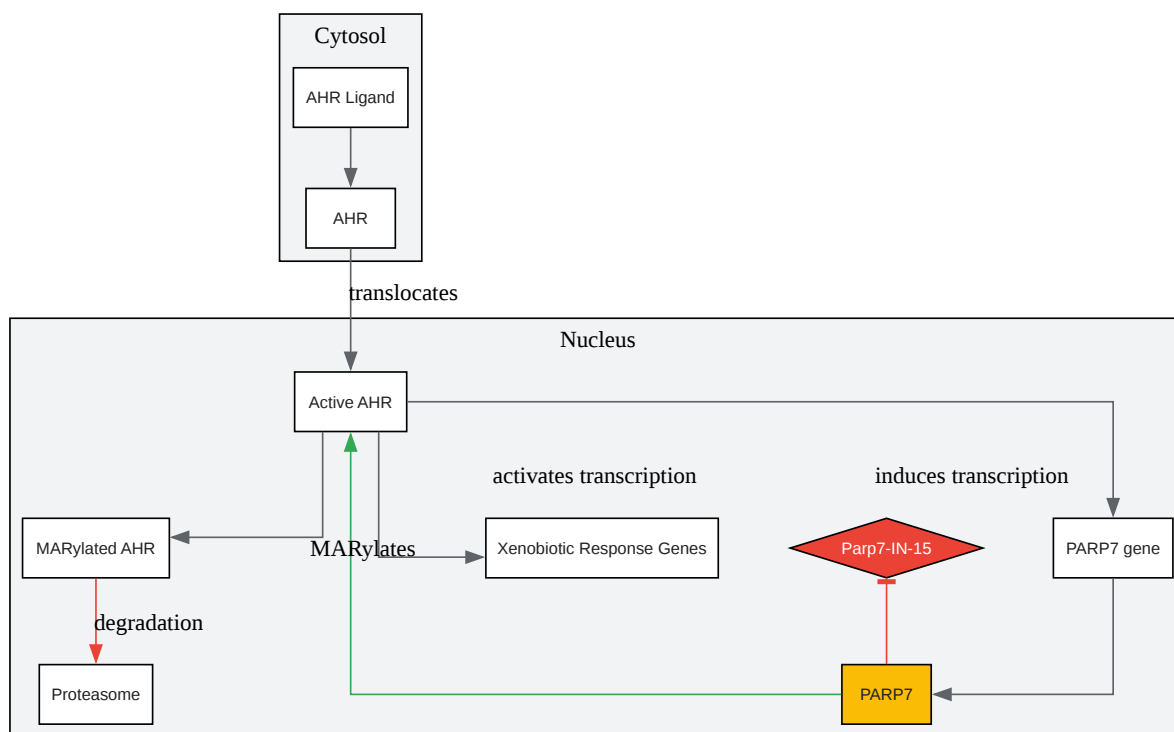 Cytosol
AHR Ligand
AHR
translocates
Nucleus
Active AHR
activates transcription
induces transcription
MARylated AHR
MARylates
Xenobiotic Response Genes
Parp7-IN-15
PARP7 gene
degradation
Proteasome
PARP7